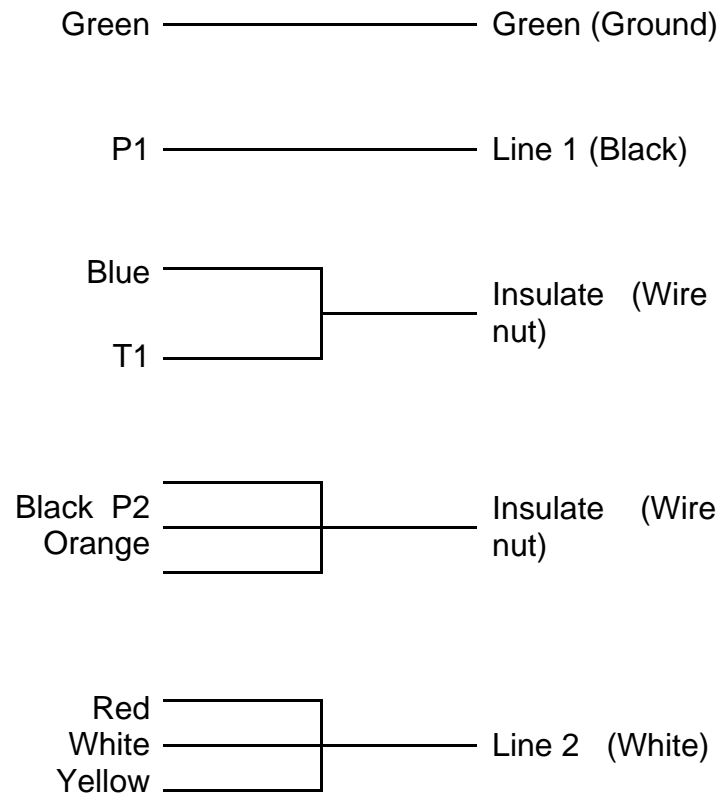 Green Green (Ground)
P1 Line 1 (Black)
Blue
Insulate (Wire
nut)
T1
Black P2
Orange
Insulate (Wire
nut)
Red
White
Yellow
Line 2 (White)